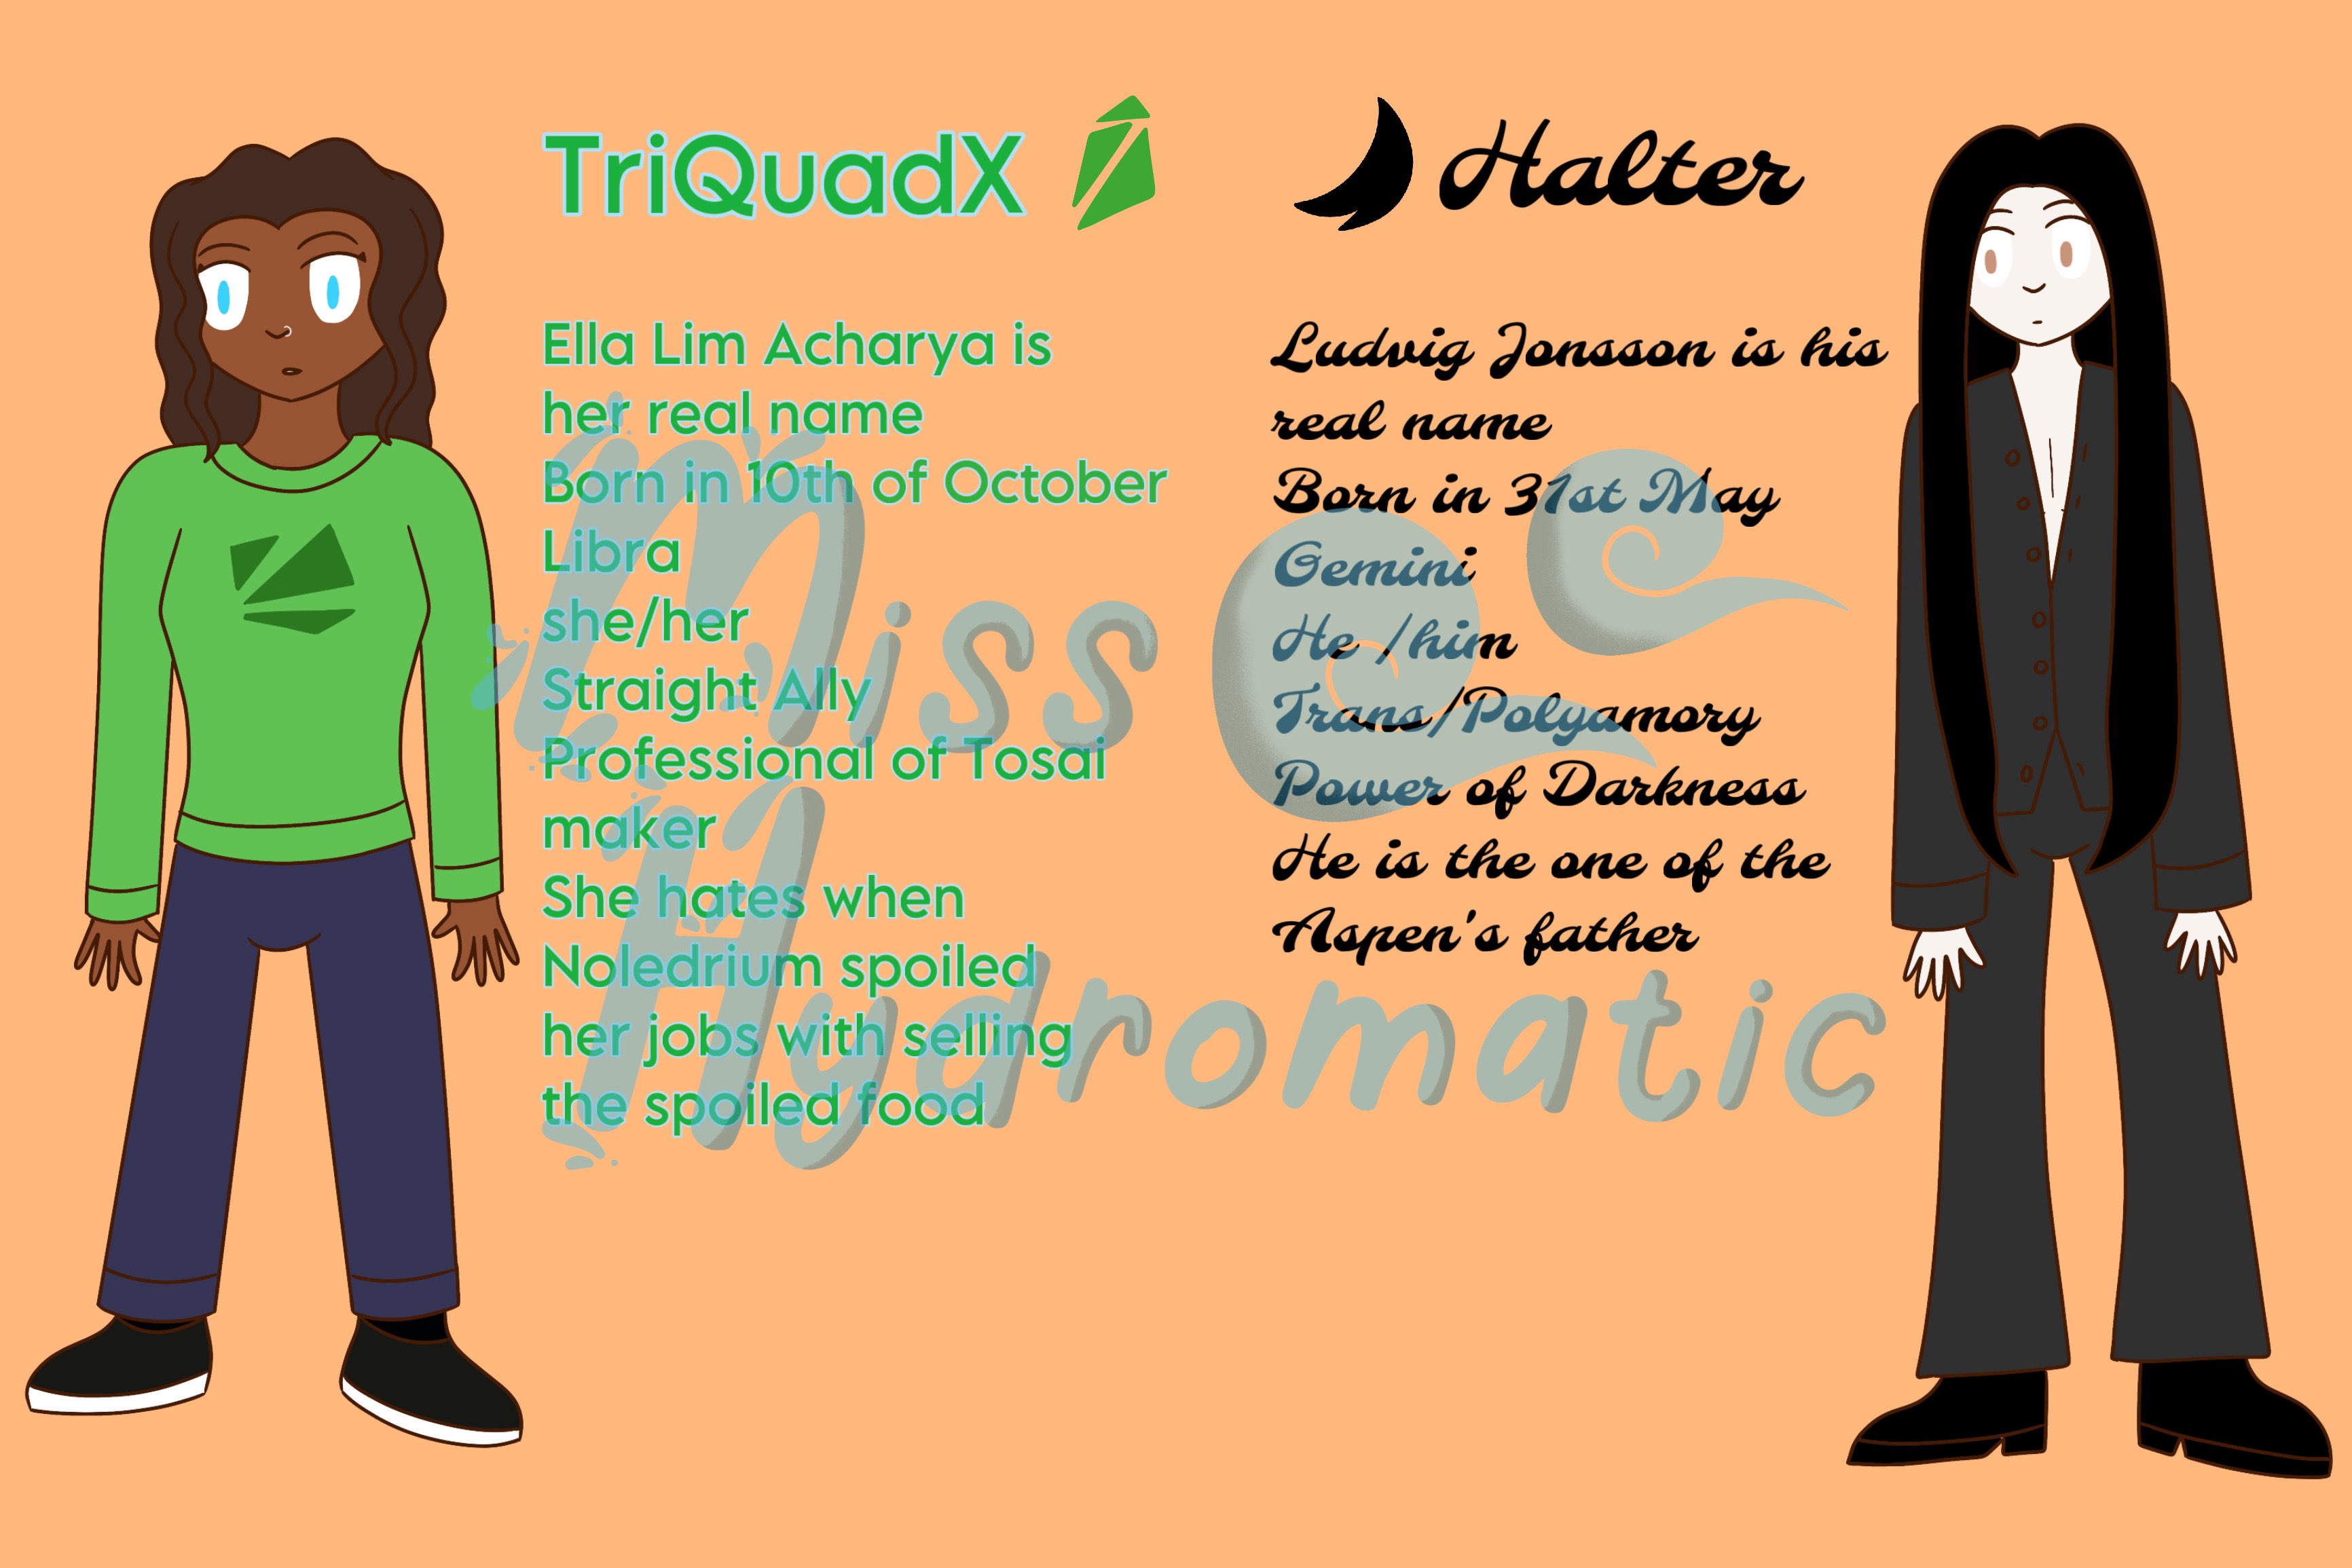 TriQuadX
Ella Lim Acharya is
her real name
Born in 10th of October
Libra
she/her
Straight Ally
Professional of Tosai
maker
She hates when
Noledrium spoiled
her jobs with selling
the spoiled food
Halter
Ludvig Jonsson is his
real name
Born in 31st May
Gemini
He /him
Trans/Polyamory
Power of Darkness
He is the one of the
Aspen's father
Miss
Hydromatic